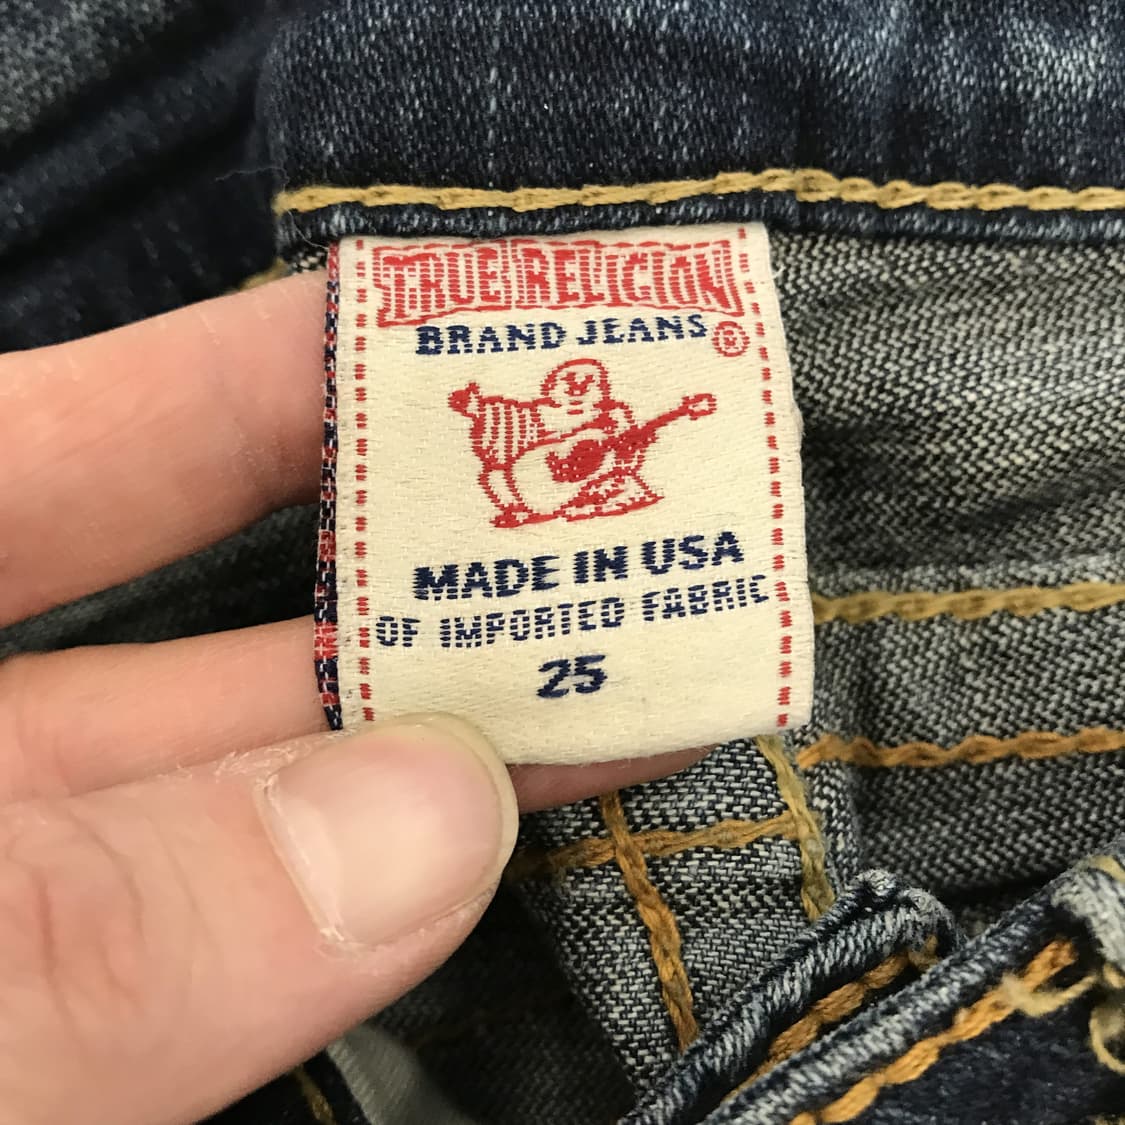 TRUE RELIGION
BRAND JEANS ®
MADE IN USA
OF IMPORTED FABRIC
25